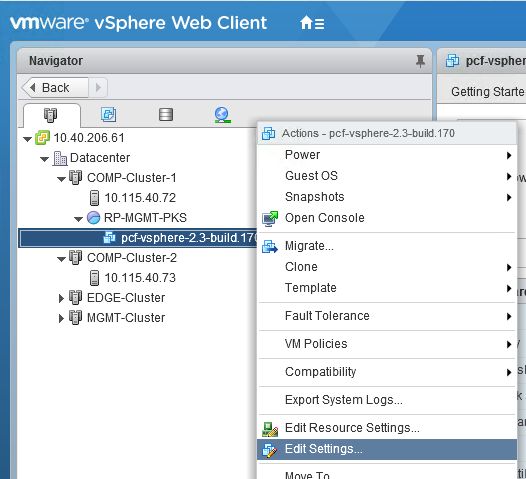 vmware® vSphere Web Client
Navigator
pcf-vspher
Back
Getting Starte
10.40.206.61
Datacenter
COMP-Cluster-1
10.115.40.72
RP-MGMT-PKS
pcf-vsphere-2.3-build.170
COMP-Cluster-2
10.115.40.73
EDGE-Cluster
MGMT-Cluster
Actions - pcf-vsphere-2.3-build.170
Power
Guest OS
Snapshots
Open Console
Migrate...
Clone
Template
Fault Tolerance
VM Policies
Compatibility
Export System Logs...
Edit Resource Settings...
Edit Settings...
Move To